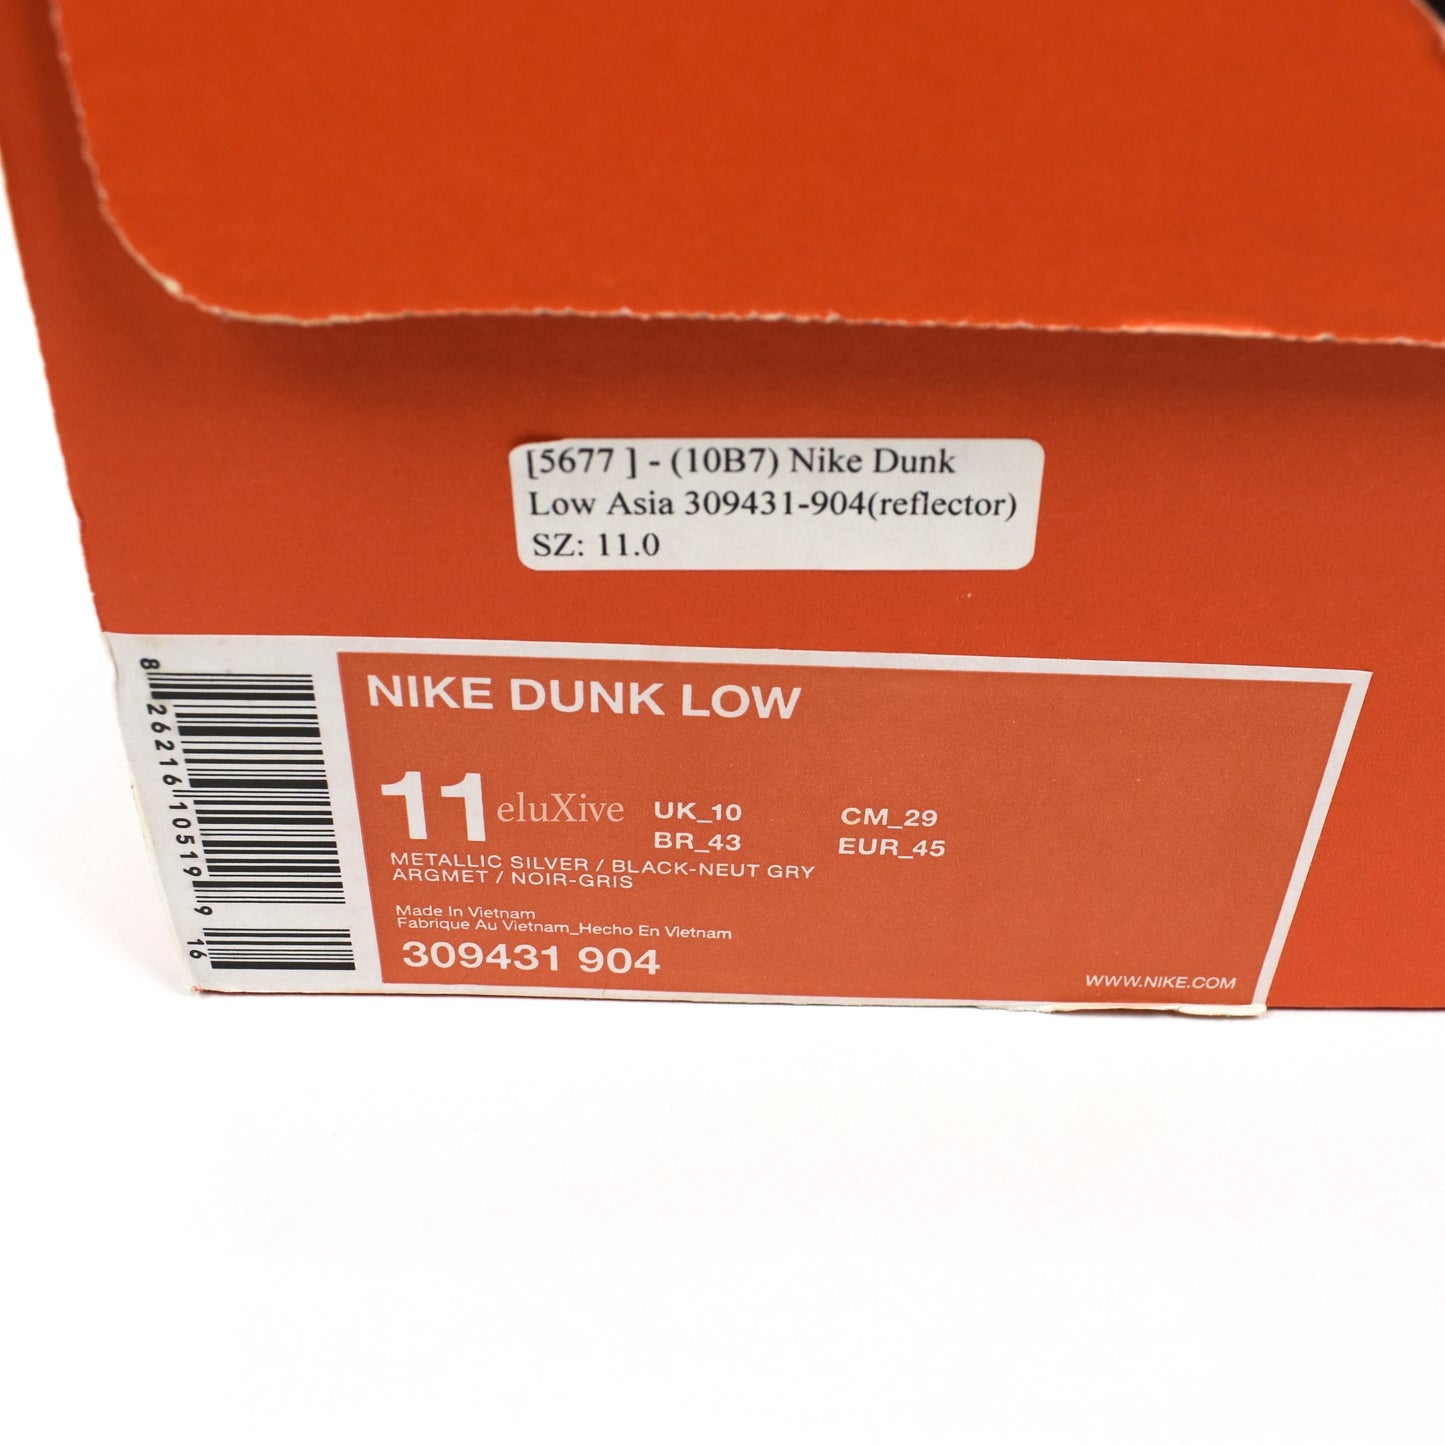 [5677 ] - (10B7) Nike Dunk
Low Asia 309431-904(reflector)
SZ: 11.0
8 26216 10519 9 16
NIKE DUNK LOW
11 eluXive UK_10 CM_29
BR_43 EUR_45
METALLIC SILVER / BLACK-NEUT GRY
ARGMET / NOIR-GRIS
Made In Vietnam
Fabrique Au Vietnam_Hecho En Vietnam
309431 904
WWW.NIKE.COM